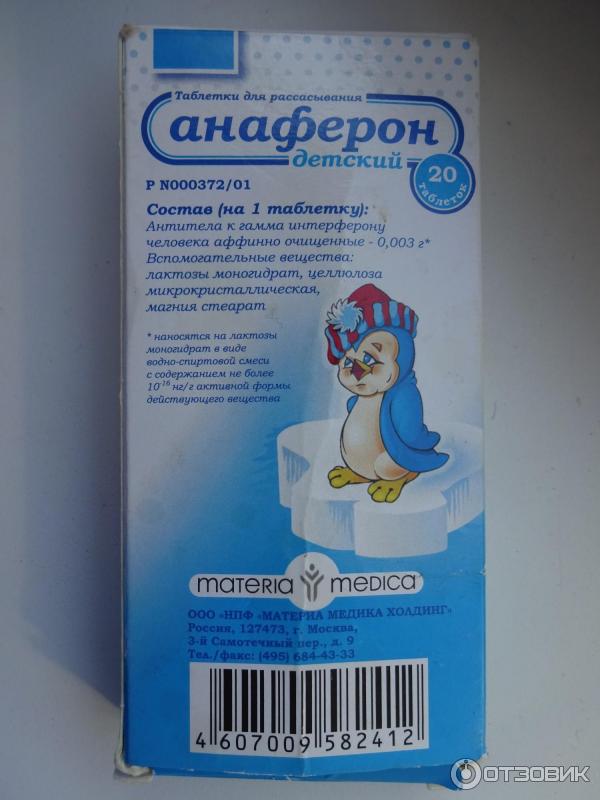 Таблетки для рассасывания
анаферон
детский
20
таблеток
P N000372/01
Состав (на 1 таблетку):
Антитела к гамма интерферону
человека аффинно очищенные - 0,003 г*
Вспомогательные вещества:
лактозы моногидрат, целлюлоза
микрокристаллическая,
магния стеарат
* наносятся на лактозы
моногидрат в виде
водно-спиртовой смеси
с содержанием не более
10⁻¹⁶ нг/г активной формы
действующего вещества
materia medica
ООО «НПФ «МАТЕРИА МЕДИКА ХОЛДИНГ»
Россия, 127473, г. Москва,
3-й Самотечный пер., д. 9
Тел./факс: (495) 684-43-33
4 607009 582412
ОТЗОВИК